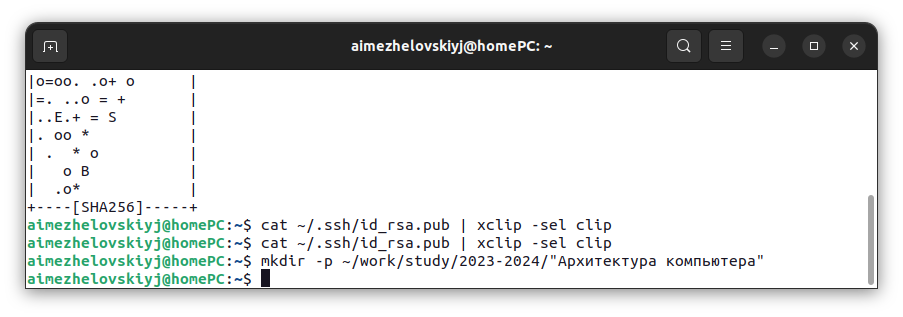 aimezhelovskiyj@homePC: ~
|o=oo. .o+ o      |
|=. ..o = +       |
|..E.+ = S        |
|. oo *           |
| .  * o          |
|   o B           |
|  .o*            |
+----[SHA256]-----+
aimezhelovskiyj@homePC:~$ cat ~/.ssh/id_rsa.pub | xclip -sel clip
aimezhelovskiyj@homePC:~$ cat ~/.ssh/id_rsa.pub | xclip -sel clip
aimezhelovskiyj@homePC:~$ mkdir -p ~/work/study/2023-2024/"Архитектура компьютера"
aimezhelovskiyj@homePC:~$